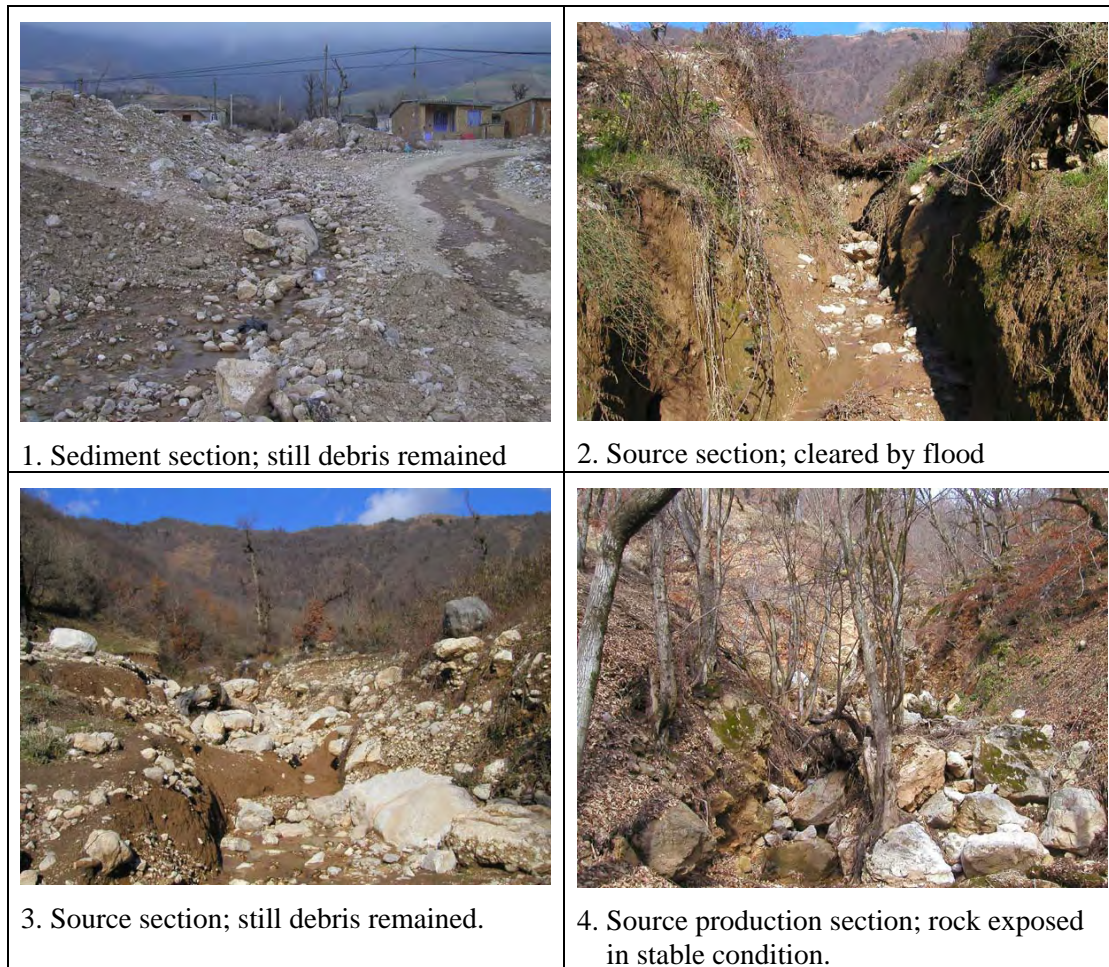 1. Sediment section; still debris remained
2. Source section; cleared by flood
3. Source section; still debris remained.
4. Source production section; rock exposed
in stable condition.